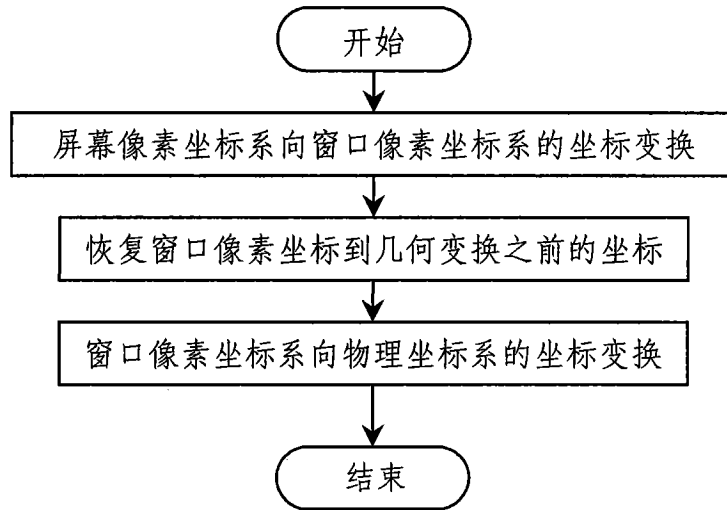 开始
屏幕像素坐标系向窗口像素坐标系的坐标变换
恢复窗口像素坐标到几何变换之前的坐标
窗口像素坐标系向物理坐标系的坐标变换
结束